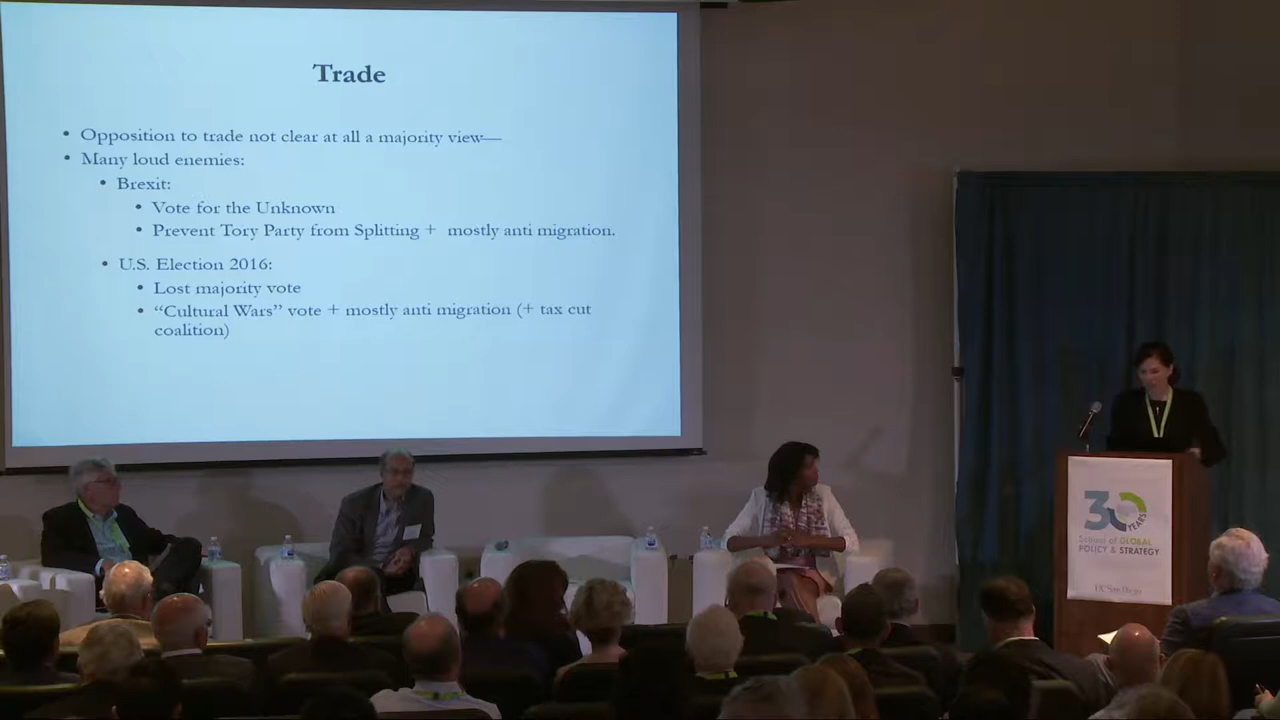 Trade
• Opposition to trade not clear at all a majority view—
• Many loud enemies:
• Brexit:
• Vote for the Unknown
• Prevent Tory Party from Splitting + mostly anti migration.
• U.S. Election 2016:
• Lost majority vote
• “Cultural Wars” vote + mostly anti migration (+ tax cut
coalition)
30
YEARS
School of GLOBAL
POLICY & STRATEGY
UC San Diego